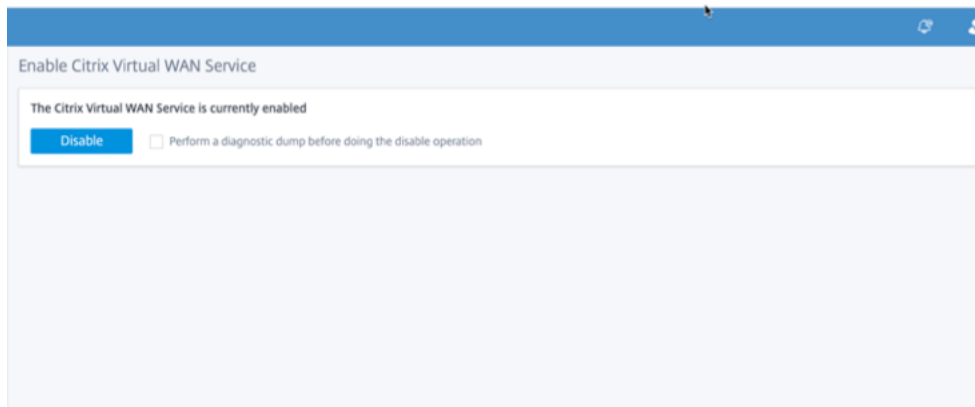 Enable Citrix Virtual WAN Service
The Citrix Virtual WAN Service is currently enabled
Disable Perform a diagnostic dump before doing the disable operation